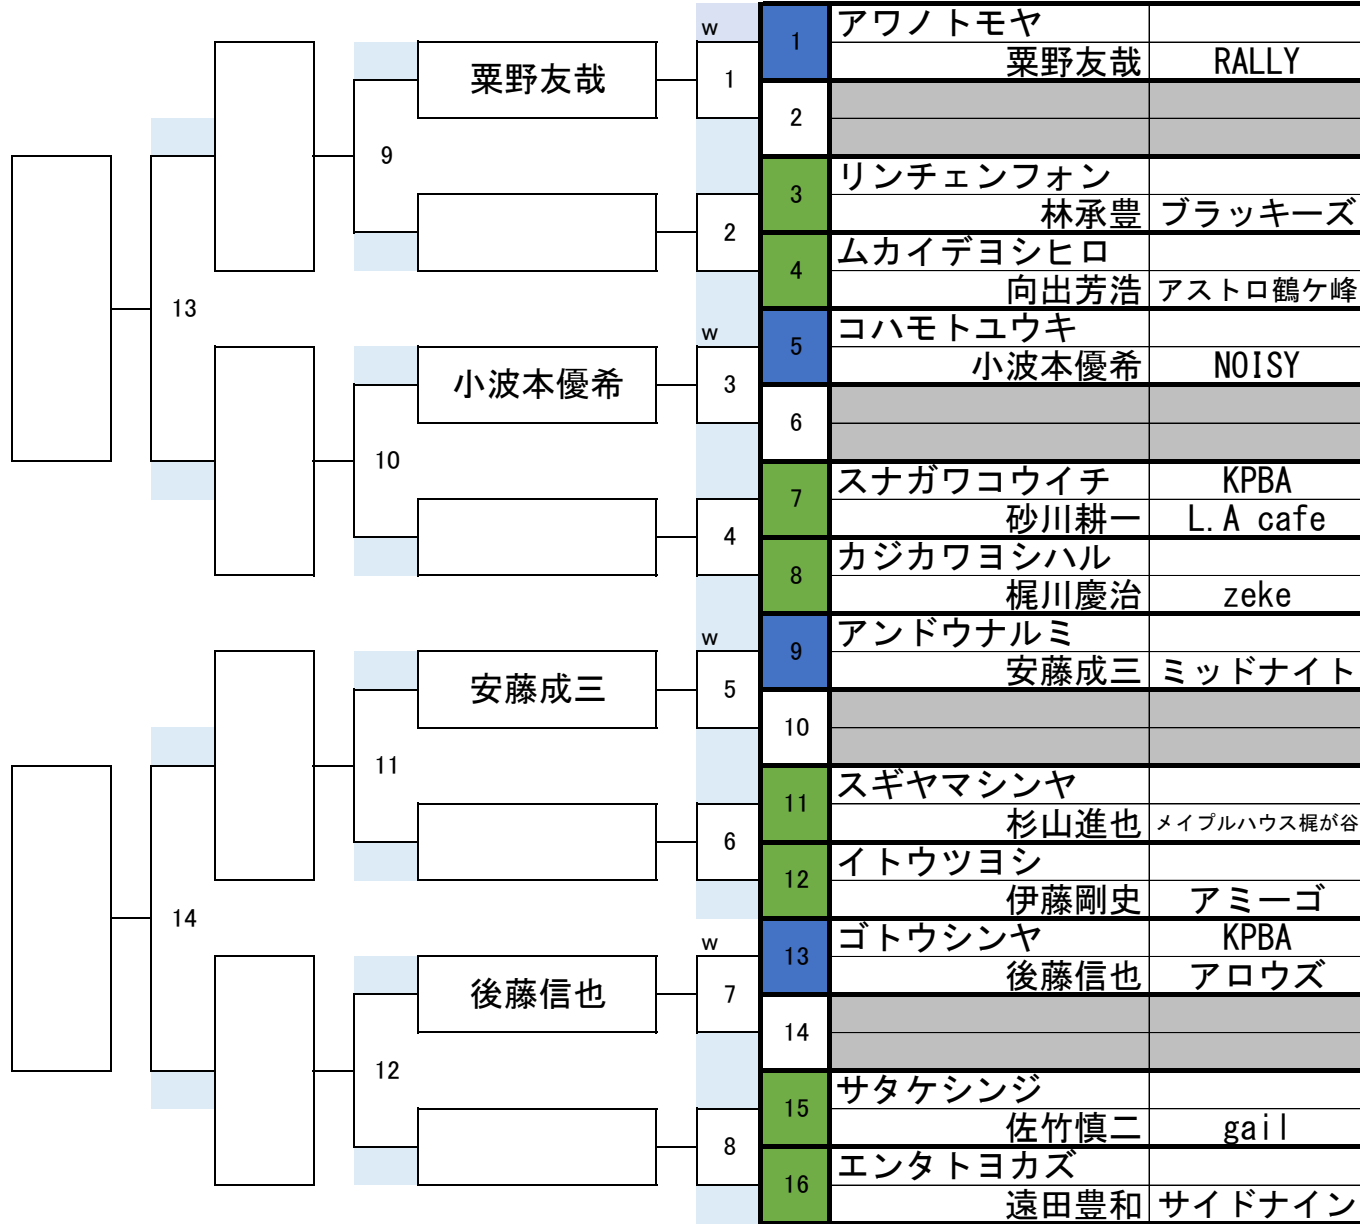 w
1 アワノトモヤ
粟野友哉 RALLY
粟野友哉
1
2
9
3 リンチェンフォン
林承豊 ブラッキーズ
2
4 ムカイデヨシヒロ
向出芳浩 アストロ鶴ケ峰
13
w
5 コハモトユウキ
小波本優希 NOISY
小波本優希
3
6
10
7 スナガワコウイチ KPBA
砂川耕一 L.A cafe
4
8 カジカワヨシハル
梶川慶治 zeke
w
9 アンドウナルミ
安藤成三 ミッドナイト
安藤成三
5
10
11
11 スギヤマシンヤ
杉山進也 メイプルハウス梶が谷
6
12 イトウツヨシ
伊藤剛史 アミーゴ
14
w
13 ゴトウシンヤ KPBA
後藤信也 アロウズ
後藤信也
7
14
12
15 サタケシンジ
佐竹慎二 gail
8
16 エンタトヨカズ
遠田豊和 サイドナイン